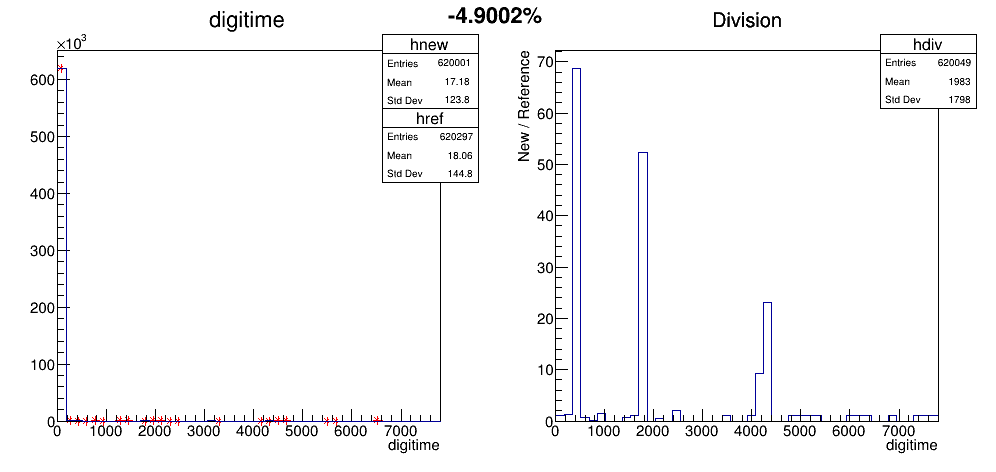 -4.9002%
digitime
×10³
600
500
400
300
200
100
0
0 1000 2000 3000 4000 5000 6000 7000
digitime
hnew
Entries 620001
Mean 17.18
Std Dev 123.8
href
Entries 620297
Mean 18.06
Std Dev 144.8
Division
New / Reference
70
60
50
40
30
20
10
0
0 1000 2000 3000 4000 5000 6000 7000
digitime
hdiv
Entries 620049
Mean 1983
Std Dev 1798